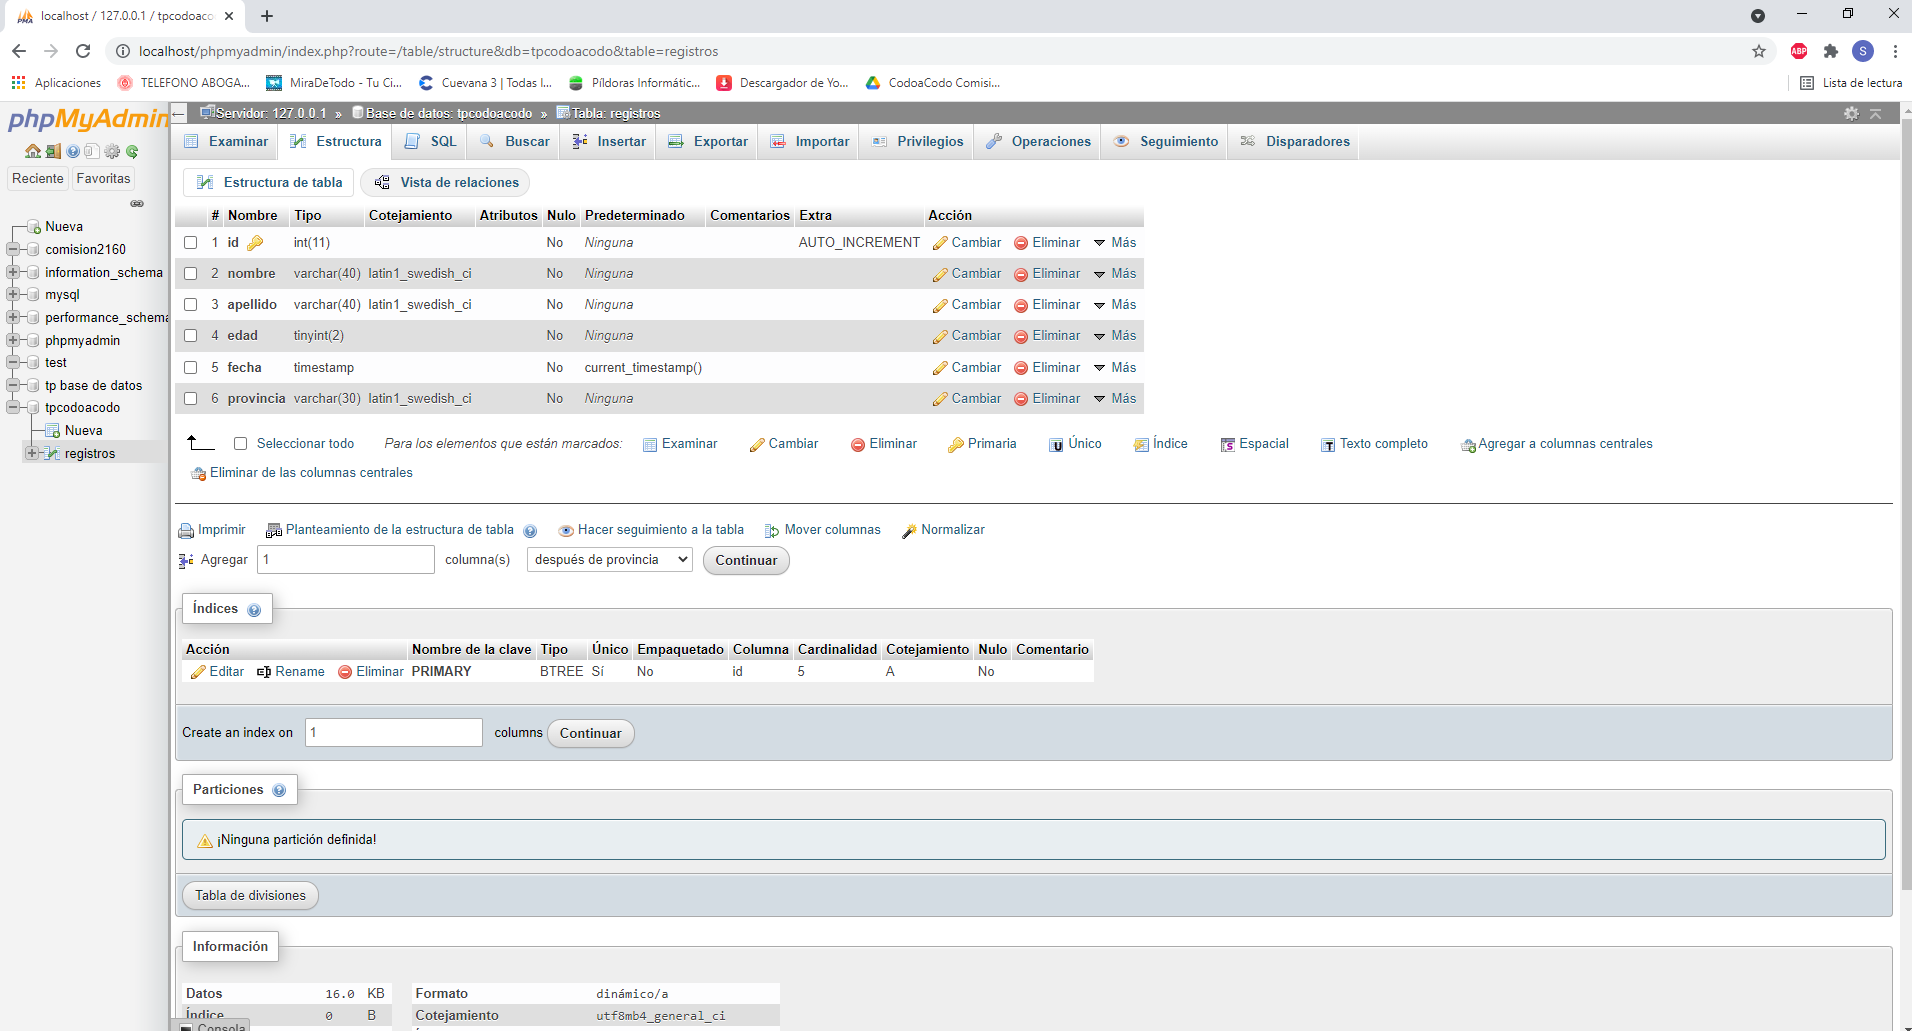 localhost / 127.0.0.1 / tpcodoaco
localhost/phpmyadmin/index.php?route=/table/structure&db=tpcodoacodo&table=registros
ABP
S
Aplicaciones TELEFONO ABOGA... MiraDeTodo - Tu Ci... Cuevana 3 | Todas l... Píldoras Informátic... Descargador de Yo... CodoaCodo Comisi... Lista de lectura
phpMyAdmin
Reciente Favoritas
Nueva
comision2160
information_schema
mysql
performance_schema
phpmyadmin
test
tp base de datos
tpcodoacodo
Nueva
registros
Servidor: 127.0.0.1 » Base de datos: tpcodoacodo » Tabla: registros
Examinar Estructura SQL Buscar Insertar Exportar Importar Privilegios Operaciones Seguimiento Disparadores
Estructura de tabla Vista de relaciones
# Nombre Tipo Cotejamiento Atributos Nulo Predeterminado Comentarios Extra Acción
1 id int(11) No Ninguna AUTO_INCREMENT Cambiar Eliminar Más
2 nombre varchar(40) latin1_swedish_ci No Ninguna Cambiar Eliminar Más
3 apellido varchar(40) latin1_swedish_ci No Ninguna Cambiar Eliminar Más
4 edad tinyint(2) No Ninguna Cambiar Eliminar Más
5 fecha timestamp No current_timestamp() Cambiar Eliminar Más
6 provincia varchar(30) latin1_swedish_ci No Ninguna Cambiar Eliminar Más
Seleccionar todo Para los elementos que están marcados: Examinar Cambiar Eliminar Primaria Único Índice Espacial Texto completo Agregar a columnas centrales
Eliminar de las columnas centrales
Imprimir Planteamiento de la estructura de tabla Hacer seguimiento a la tabla Mover columnas Normalizar
Agregar 1 columna(s) después de provincia Continuar
Índices
Acción Nombre de la clave Tipo Único Empaquetado Columna Cardinalidad Cotejamiento Nulo Comentario
Editar Rename Eliminar PRIMARY BTREE Sí No id 5 A No
Create an index on 1 columns Continuar
Particiones
¡Ninguna partición definida!
Tabla de divisiones
Información
Datos 16.0 KB Formato dinámico/a
Índice 0 B Cotejamiento utf8mb4_general_ci
Consola